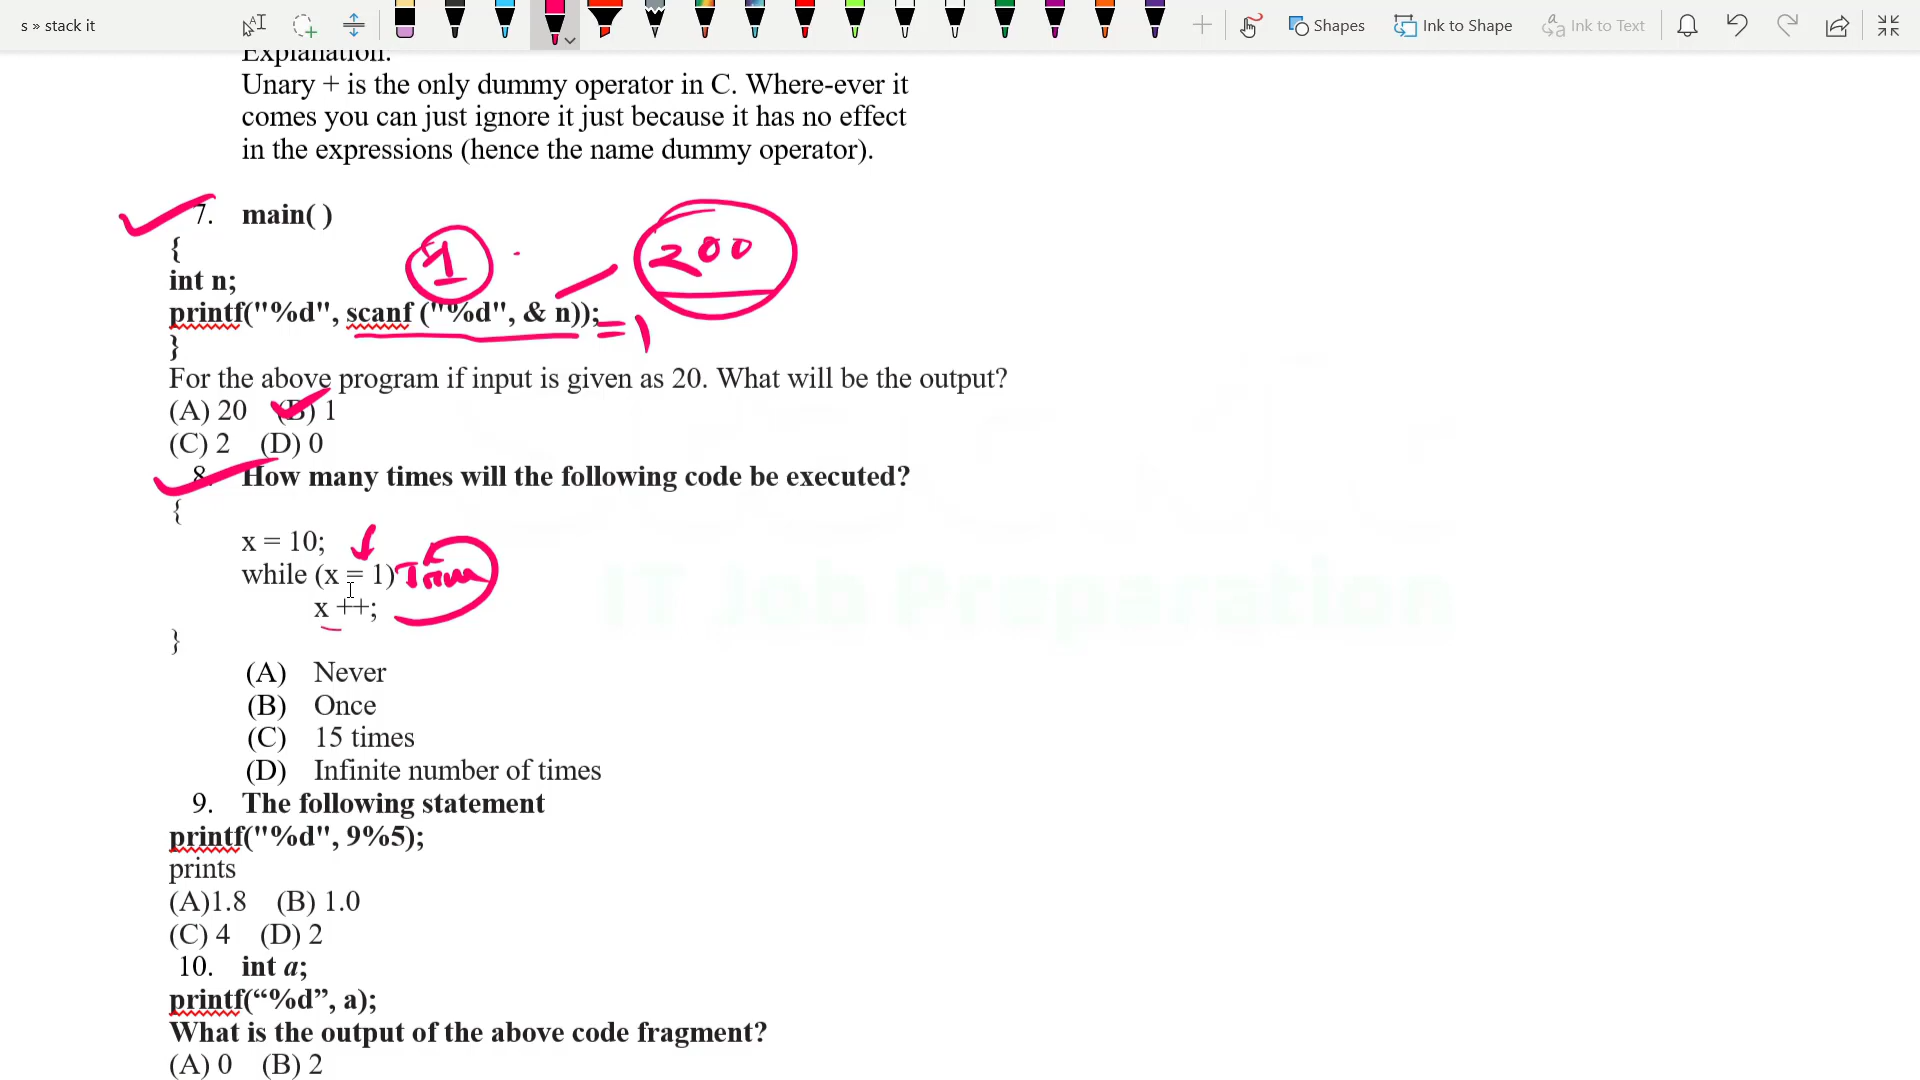 s » stack it
Shapes
Ink to Shape
Ink to Text
Explanation:
Unary + is the only dummy operator in C. Where-ever it
comes you can just ignore it just because it has no effect
in the expressions (hence the name dummy operator).
7. main( )
{
1
200
int n;
printf("%d", scanf ("%d", & n));
= 1
}
For the above program if input is given as 20. What will be the output?
(A) 20 (B) 1
(C) 2 (D) 0
8. How many times will the following code be executed?
{
x = 10;
while (x = 1) True
x ++;
}
(A) Never
(B) Once
(C) 15 times
(D) Infinite number of times
IT Job Preparation
9. The following statement
printf("%d", 9%5);
prints
(A)1.8 (B) 1.0
(C) 4 (D) 2
10. int a;
printf(“%d”, a);
What is the output of the above code fragment?
(A) 0 (B) 2